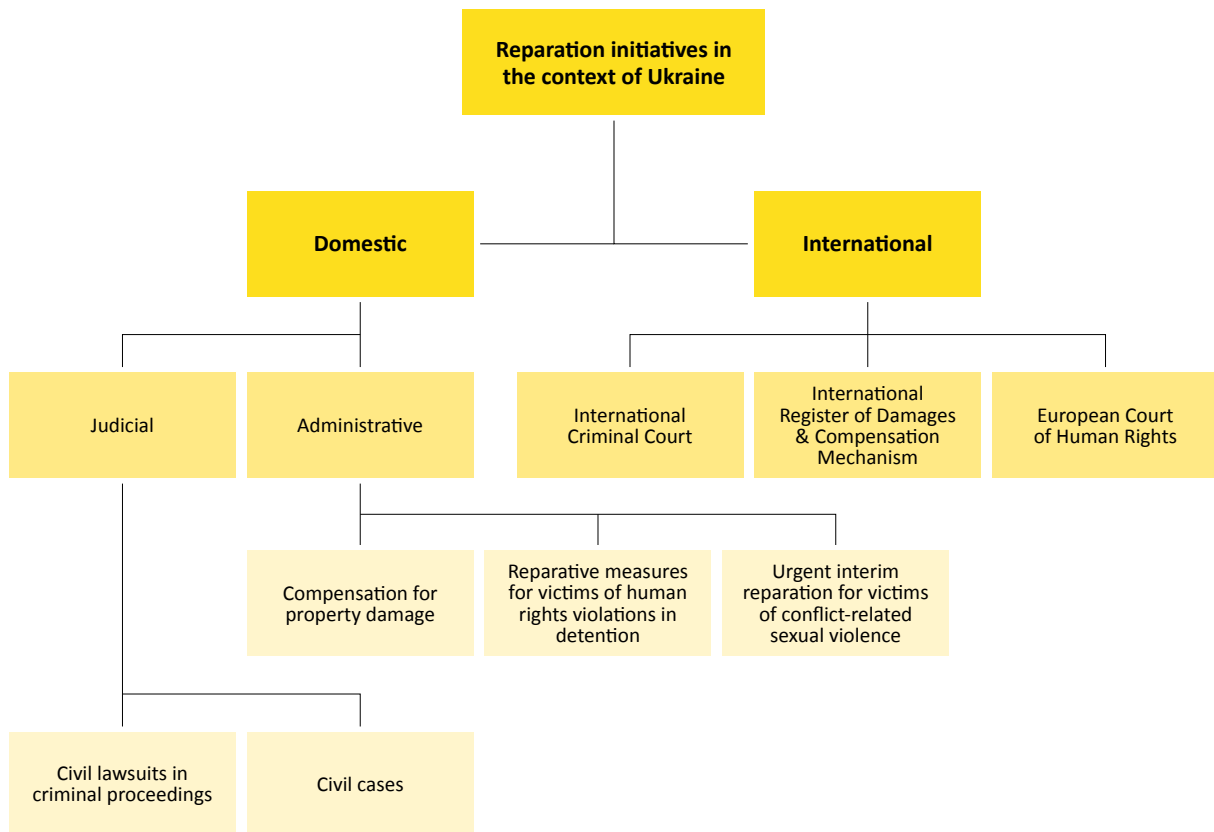 Reparation initiatives in
the context of Ukraine
Domestic
International
Judicial
Administrative
International
Criminal Court
International
Register of Damages
& Compensation
Mechanism
European Court
of Human Rights
Compensation for
property damage
Reparative measures
for victims of human
rights violations in
detention
Urgent interim
reparation for victims
of conflict-related
sexual violence
Civil lawsuits in
criminal proceedings
Civil cases